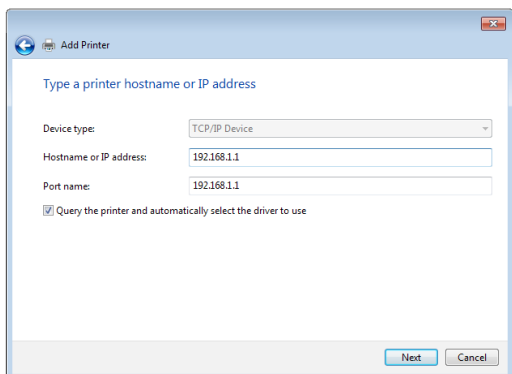 Add Printer
Type a printer hostname or IP address
Device type: TCP/IP Device
Hostname or IP address: 192.168.1.1
Port name: 192.168.1.1
Query the printer and automatically select the driver to use
Next Cancel